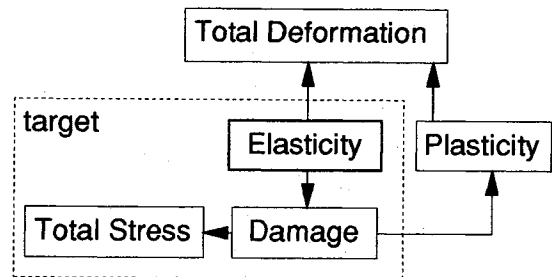 Total Deformation
target
Elasticity
Plasticity
Total Stress
Damage